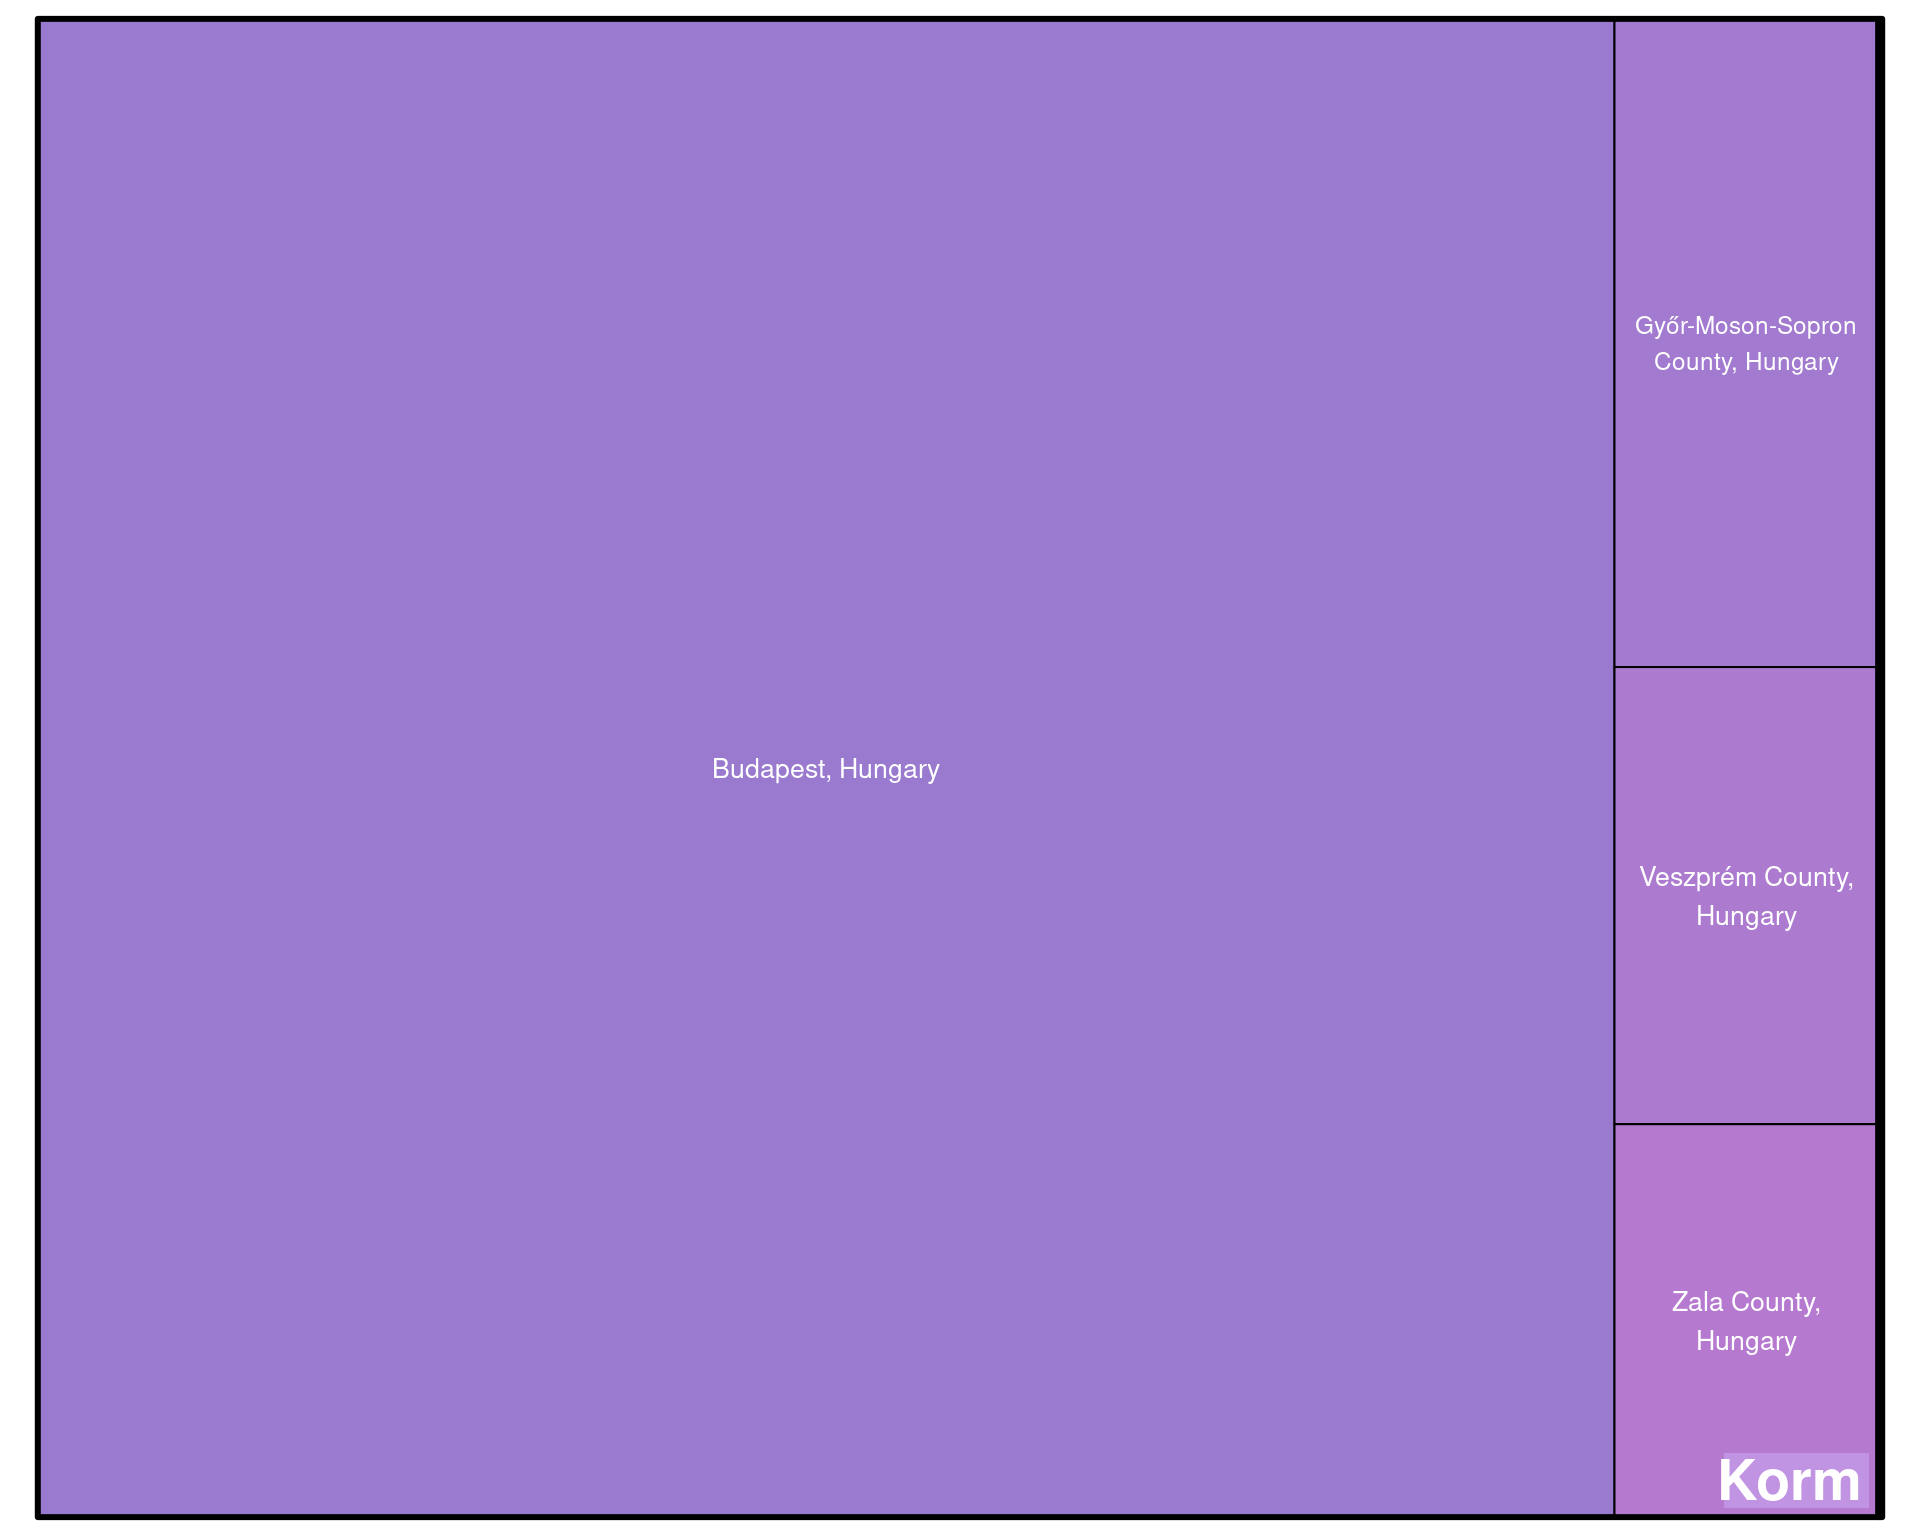 Budapest, Hungary
Győr-Moson-Sopron
County, Hungary
Veszprém County,
Hungary
Zala County,
Hungary
Korm